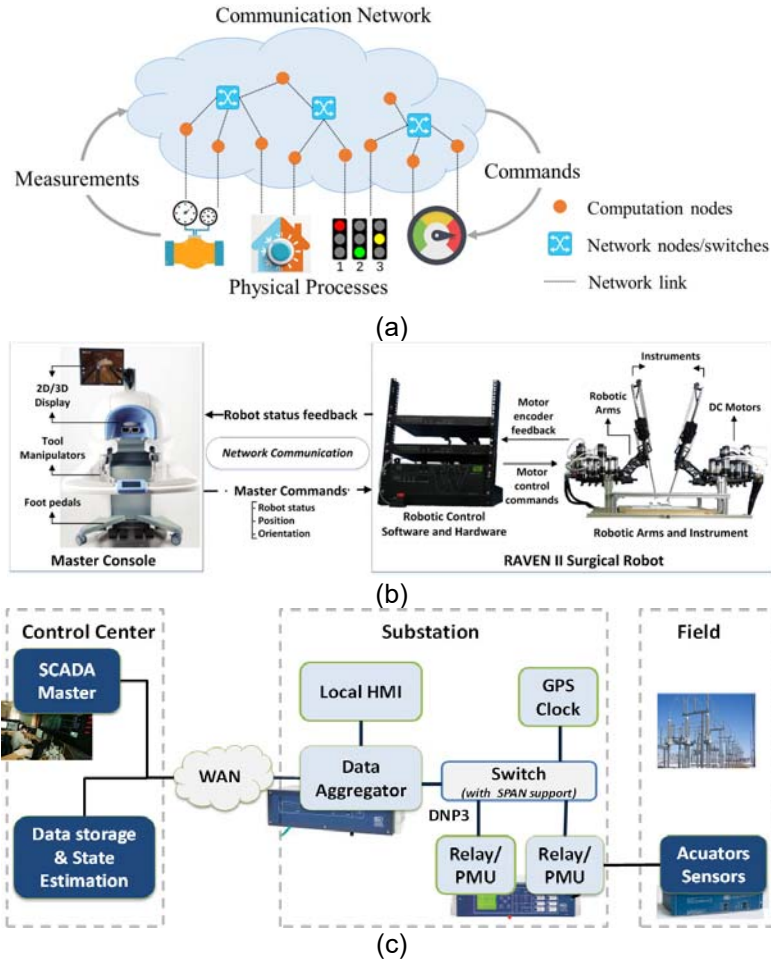 Communication Network
Measurements
Commands
1 2 3
Physical Processes
Computation nodes
Network nodes/switches
Network link
(a)
2D/3D
Display
Tool
Manipulators
Foot pedals
Master Console
Robot status feedback
Network Communication
Master Commands
Robot status
Position
Orientation
Motor
encoder
feedback
Motor
control
commands
Robotic Control
Software and Hardware
Instruments
Robotic
Arms
DC Motors
Robotic Arms and Instrument
RAVEN II Surgical Robot
(b)
Control Center
SCADA
Master
Data storage
& State
Estimation
WAN
Substation
Local HMI
GPS
Clock
Data
Aggregator
Switch
(with SPAN support)
DNP3
Relay/
PMU
Relay/
PMU
Field
Acuators
Sensors
(c)